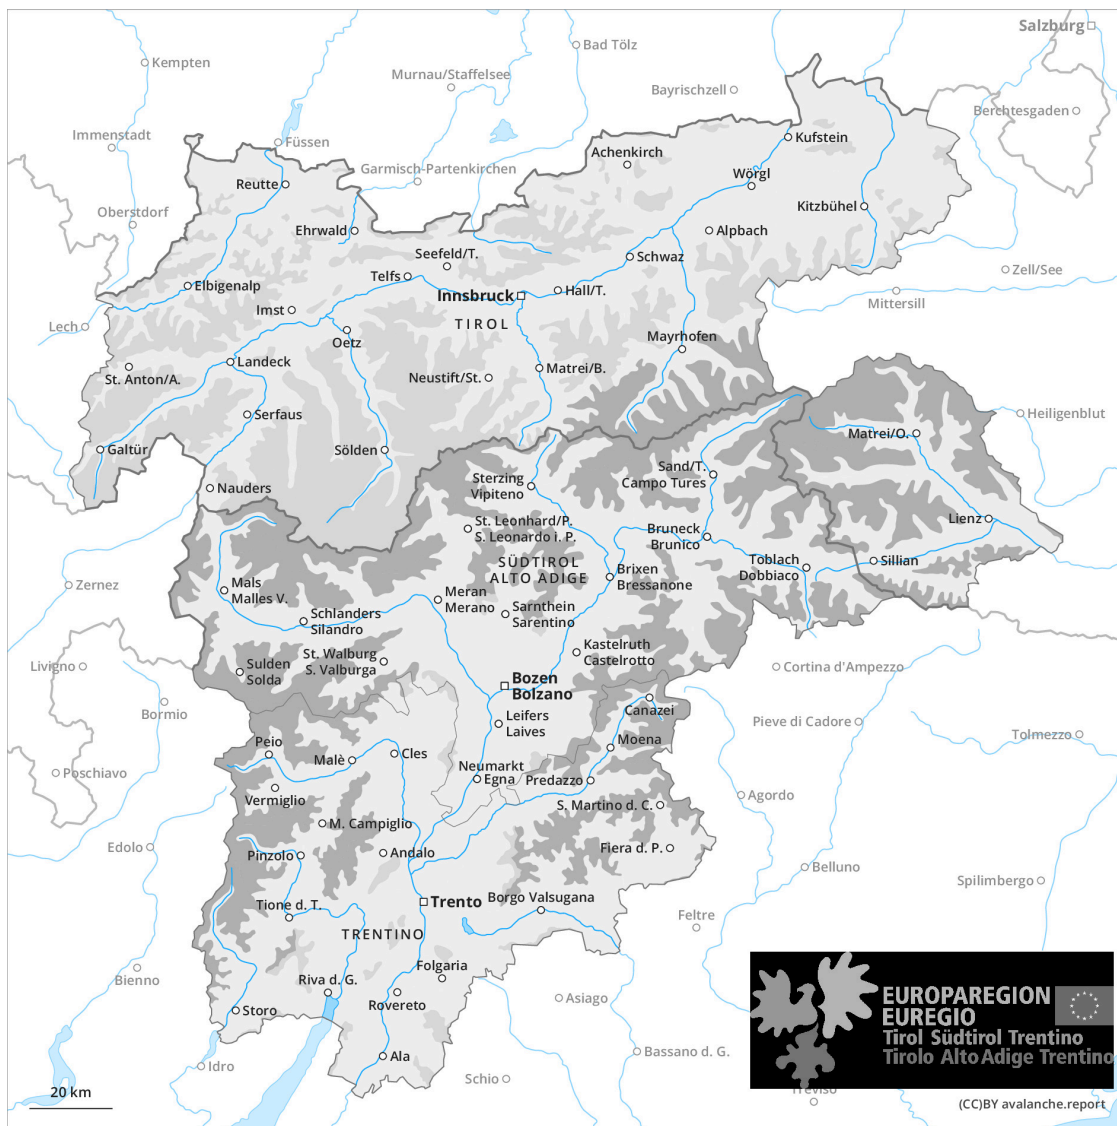 Salzburg
Bad Tölz
Kempten
Murnau/Staffelsee
Bayrischzell
Berchtesgaden
Immenstadt
Füssen
Kufstein
Achenkirch
Garmisch-Partenkirchen
Wörgl
Reutte
Oberstdorf
Kitzbühel
Ehrwald
Alpbach
Seefeld/T.
Schwaz
Telfs
Zell/See
Elbigenalp
Hall/T.
Innsbruck
Mittersill
Imst
TIROL
Lech
Oetz
Mayrhofen
Landeck
Matrei/B.
St. Anton/A.
Neustift/St.
Serfaus
Heiligenblut
Matrei/O.
Galtür
Sölden
Sand/T.
Campo Tures
Sterzing
Vipiteno
Nauders
Lienz
St. Leonhard/P.
S. Leonardo i. P.
Bruneck
Brunico
SÜDTIROL
ALTO ADIGE
Toblach
Dobbiaco
Sillian
Brixen
Bressanone
Zernez
Mals
Malles V.
Meran
Merano
Sarnthein
Sarentino
Schlanders
Silandro
Kastelruth
Castelrotto
St. Walburg
S. Valburga
Livigno
Sulden
Solda
Cortina d'Ampezzo
Bozen
Bolzano
Bormio
Canazei
Leifers
Laives
Pieve di Cadore
Tolmezzo
Moena
Peio
Malè
Cles
Poschiavo
Neumarkt
Egna
Predazzo
Vermiglio
Agordo
S. Martino d. C.
M. Campiglio
Edolo
Pinzolo
Andalo
Fiera d. P.
Belluno
Spilimbergo
Trento
Borgo Valsugana
Tione d. T.
Feltre
TRENTINO
Bienno
Folgaria
Riva d. G.
Rovereto
Asiago
Storo
EUROPAREGION
EUREGIO
Tirol Südtirol Trentino
Tirolo Alto Adige Trentino
Ala
Bassano d. G.
Idro
Schio
Treviso
20 km
(CC)BY avalanche.report